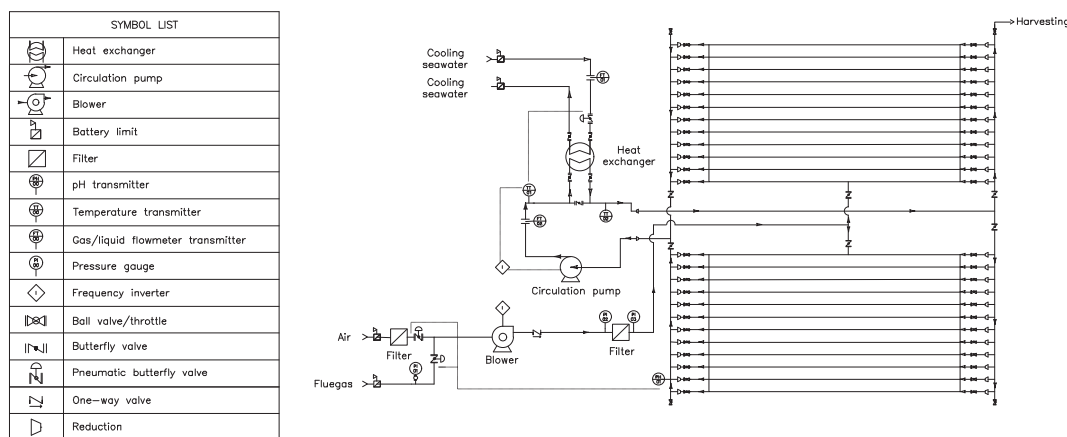 SYMBOL LIST
Heat exchanger
Circulation pump
Blower
Battery limit
Filter
pH transmitter
Temperature transmitter
Gas/liquid flowmeter transmitter
Pressure gauge
Frequency inverter
Ball valve/throttle
Butterfly valve
Pneumatic butterfly valve
One-way valve
Reduction
Harvesting
Cooling
seawater
Cooling
seawater
Heat
exchanger
Circulation pump
Air
Filter
Blower
Filter
Fluegas